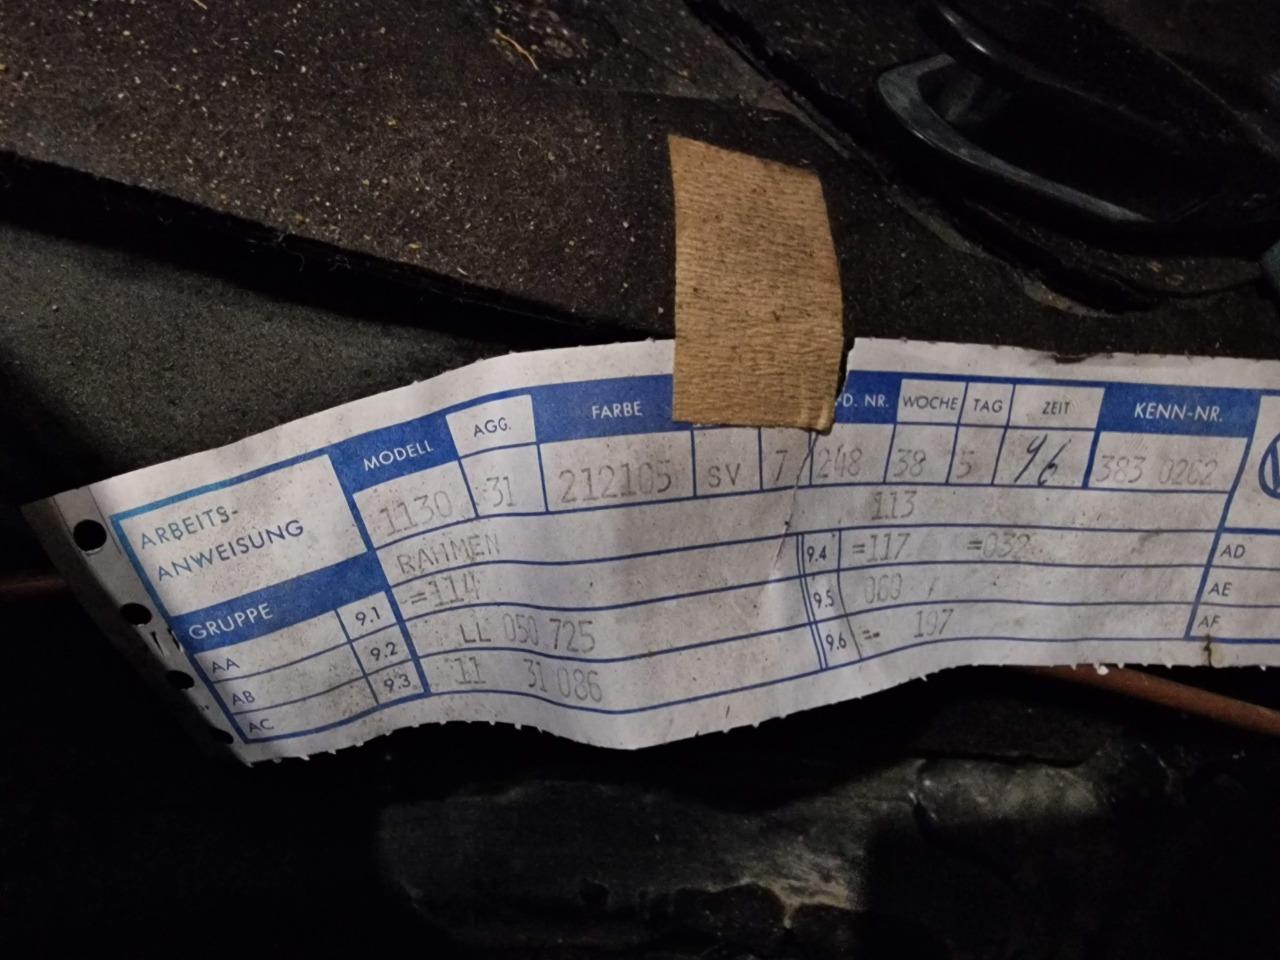 ARBEITS-
ANWEISUNG
MODELL AGG. FARBE D. NR. WOCHE TAG ZEIT KENN-NR.
1130 31 212105 SV 7 248 38 5 96 383 0262
RAHMEN 113
GRUPPE 9.1 =114 9.4 =117 =032 AD
AA 9.2 LL 050 725 9.5 060 AE
AB 9.3 11 31 086 9.6 =- 197 AF
AC